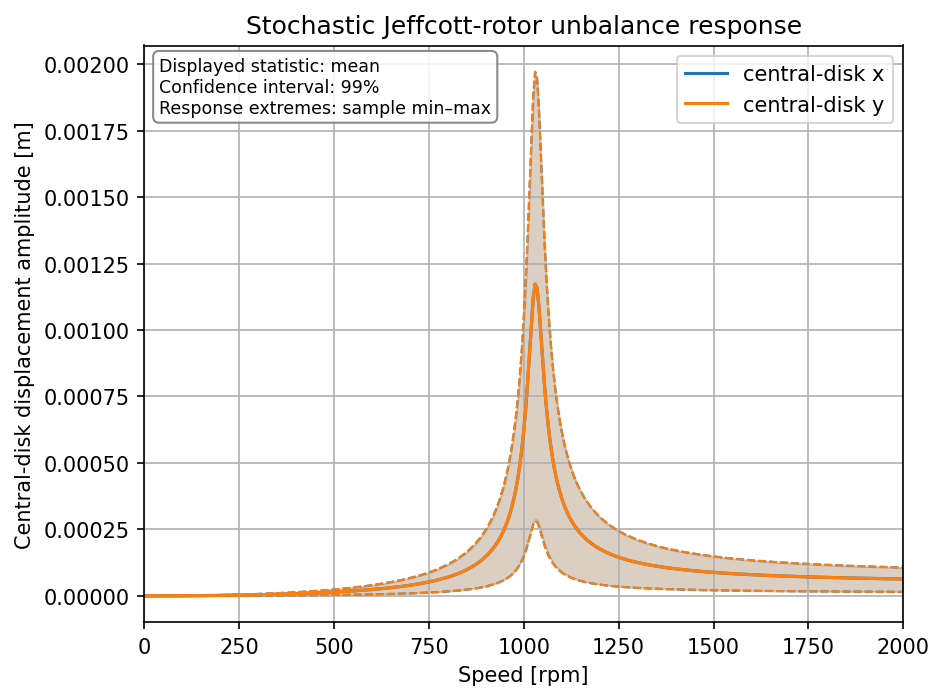 Stochastic Jeffcott-rotor unbalance response
Displayed statistic: mean
Confidence interval: 99%
Response extremes: sample min–max
central-disk x
central-disk y
Central-disk displacement amplitude [m]
0.00200
0.00175
0.00150
0.00125
0.00100
0.00075
0.00050
0.00025
0.00000
0 250 500 750 1000 1250 1500 1750 2000
Speed [rpm]